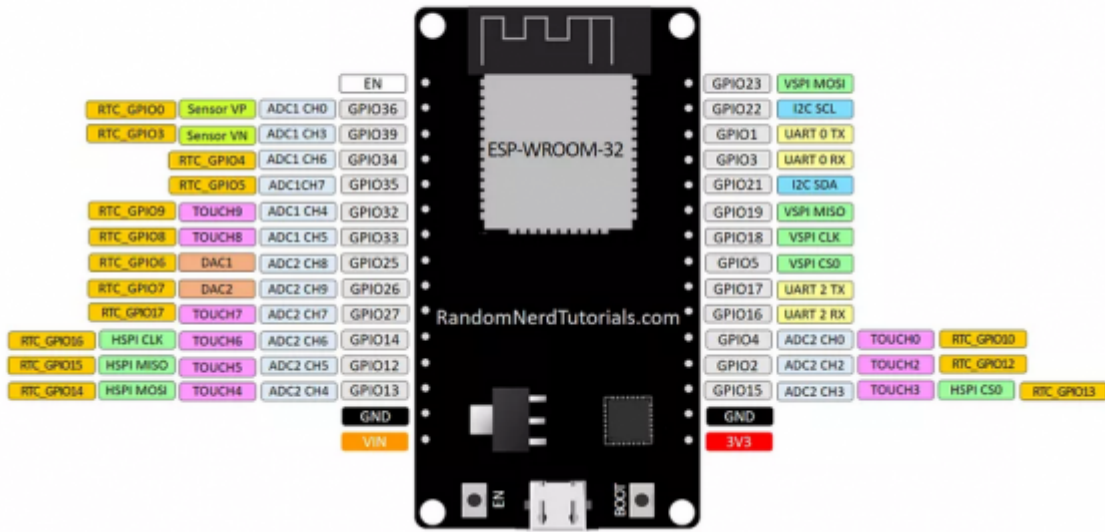 EN GPIO23 VSPI MOSI
RTC_GPIO0 Sensor VP ADC1 CH0 GPIO36 GPIO22 I2C SCL
RTC_GPIO3 Sensor VN ADC1 CH3 GPIO39 GPIO1 UART 0 TX
RTC_GPIO4 ADC1 CH6 GPIO34 ESP-WROOM-32 GPIO3 UART 0 RX
RTC_GPIO5 ADC1CH7 GPIO35 GPIO21 I2C SDA
RTC_GPIO9 TOUCH9 ADC1 CH4 GPIO32 GPIO19 VSPI MISO
RTC_GPIO8 TOUCH8 ADC1 CH5 GPIO33 GPIO18 VSPI CLK
RTC_GPIO6 DAC1 ADC2 CH8 GPIO25 GPIO5 VSPI CS0
RTC_GPIO7 DAC2 ADC2 CH9 GPIO26 GPIO17 UART 2 TX
RTC_GPIO17 TOUCH7 ADC2 CH7 GPIO27 RandomNerdTutorials.com GPIO16 UART 2 RX
RTC_GPIO16 HSPI CLK TOUCH6 ADC2 CH6 GPIO14 GPIO4 ADC2 CH0 TOUCH0 RTC_GPIO10
RTC_GPIO15 HSPI MISO TOUCH5 ADC2 CH5 GPIO12 GPIO2 ADC2 CH2 TOUCH2 RTC_GPIO12
RTC_GPIO14 HSPI MOSI TOUCH4 ADC2 CH4 GPIO13 GPIO15 ADC2 CH3 TOUCH3 HSPI CS0 RTC_GPIO13
GND GND
VIN 3V3
EN BOOT